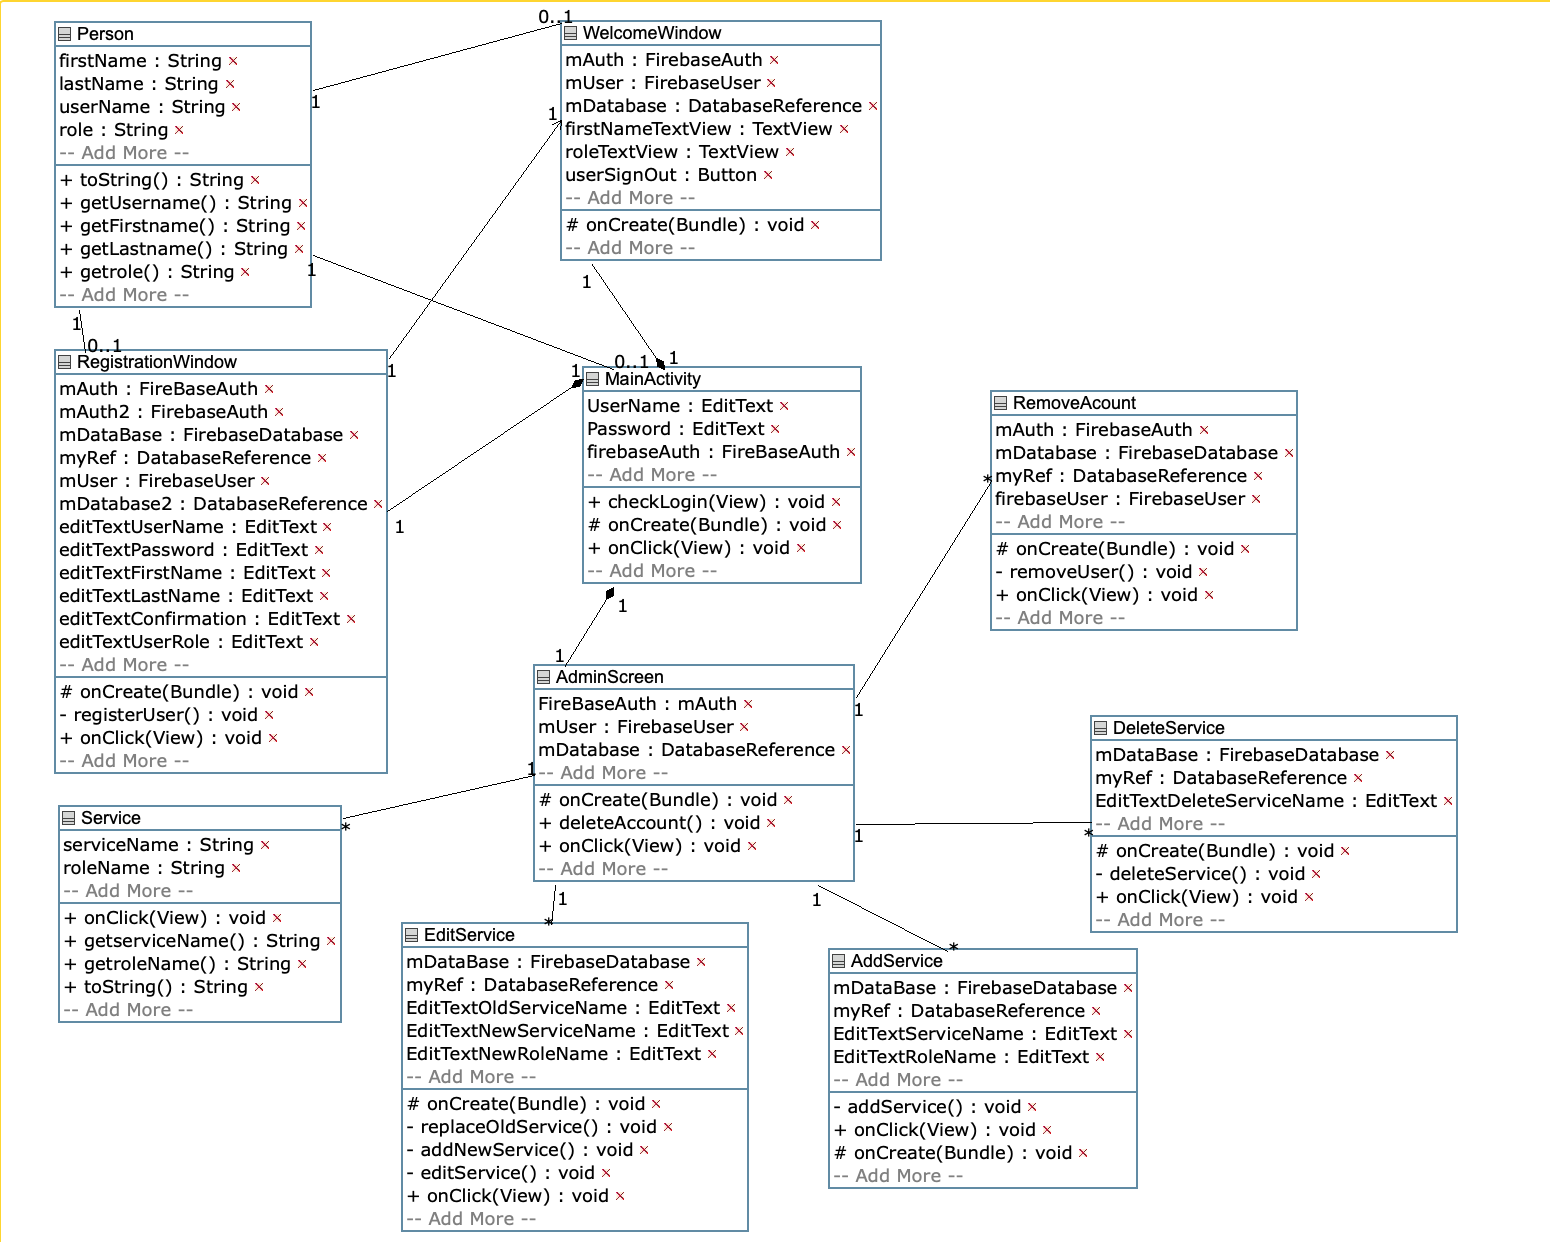 Person
firstName : String ×
lastName : String ×
userName : String ×
role : String ×
-- Add More --
+ toString() : String ×
+ getUsername() : String ×
+ getFirstname() : String ×
+ getLastname() : String ×
+ getrole() : String ×
-- Add More --
1
1
1
0..1
WelcomeWindow
mAuth : FirebaseAuth ×
mUser : FirebaseUser ×
mDatabase : DatabaseReference ×
firstNameTextView : TextView ×
roleTextView : TextView ×
userSignOut : Button ×
-- Add More --
# onCreate(Bundle) : void ×
-- Add More --
1
1
0..1
RegistrationWindow
mAuth : FireBaseAuth ×
mAuth2 : FirebaseAuth ×
mDataBase : FirebaseDatabase ×
myRef : DatabaseReference ×
mUser : FirebaseUser ×
mDatabase2 : DatabaseReference ×
editTextUserName : EditText ×
editTextPassword : EditText ×
editTextFirstName : EditText ×
editTextLastName : EditText ×
editTextConfirmation : EditText ×
editTextUserRole : EditText ×
-- Add More --
# onCreate(Bundle) : void ×
- registerUser() : void ×
+ onClick(View) : void ×
-- Add More --
1
1
1
0..1
1
MainActivity
UserName : EditText ×
Password : EditText ×
firebaseAuth : FireBaseAuth ×
-- Add More --
+ checkLogin(View) : void ×
# onCreate(Bundle) : void ×
+ onClick(View) : void ×
-- Add More --
1
RemoveAcount
mAuth : FirebaseAuth ×
mDatabase : FirebaseDatabase ×
myRef : DatabaseReference ×
firebaseUser : FirebaseUser ×
-- Add More --
# onCreate(Bundle) : void ×
- removeUser() : void ×
+ onClick(View) : void ×
-- Add More --
*
1
AdminScreen
FireBaseAuth : mAuth ×
mUser : FirebaseUser ×
mDatabase : DatabaseReference ×
-- Add More --
# onCreate(Bundle) : void ×
+ deleteAccount() : void ×
+ onClick(View) : void ×
-- Add More --
1
1
1
1
1
DeleteService
mDataBase : FirebaseDatabase ×
myRef : DatabaseReference ×
EditTextDeleteServiceName : EditText ×
-- Add More --
# onCreate(Bundle) : void ×
- deleteService() : void ×
+ onClick(View) : void ×
-- Add More --
*
Service
serviceName : String ×
roleName : String ×
-- Add More --
+ onClick(View) : void ×
+ getserviceName() : String ×
+ getroleName() : String ×
+ toString() : String ×
-- Add More --
*
*
EditService
mDataBase : FirebaseDatabase ×
myRef : DatabaseReference ×
EditTextOldServiceName : EditText ×
EditTextNewServiceName : EditText ×
EditTextNewRoleName : EditText ×
-- Add More --
# onCreate(Bundle) : void ×
- replaceOldService() : void ×
- addNewService() : void ×
- editService() : void ×
+ onClick(View) : void ×
-- Add More --
*
AddService
mDataBase : FirebaseDatabase ×
myRef : DatabaseReference ×
EditTextServiceName : EditText ×
EditTextRoleName : EditText ×
-- Add More --
- addService() : void ×
+ onClick(View) : void ×
# onCreate(Bundle) : void ×
-- Add More --